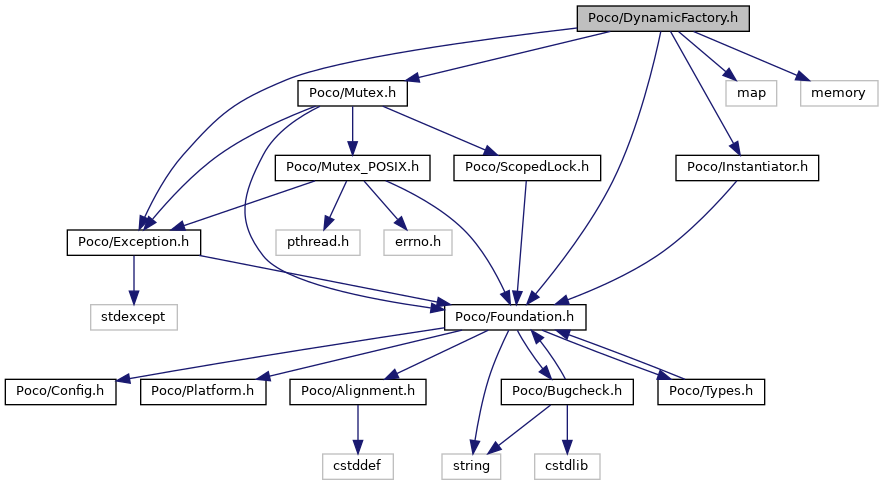 Poco/DynamicFactory.h
Poco/Mutex.h
map
memory
Poco/Mutex_POSIX.h
Poco/ScopedLock.h
Poco/Instantiator.h
Poco/Exception.h
pthread.h
errno.h
stdexcept
Poco/Foundation.h
Poco/Config.h
Poco/Platform.h
Poco/Alignment.h
Poco/Bugcheck.h
Poco/Types.h
cstddef
string
cstdlib